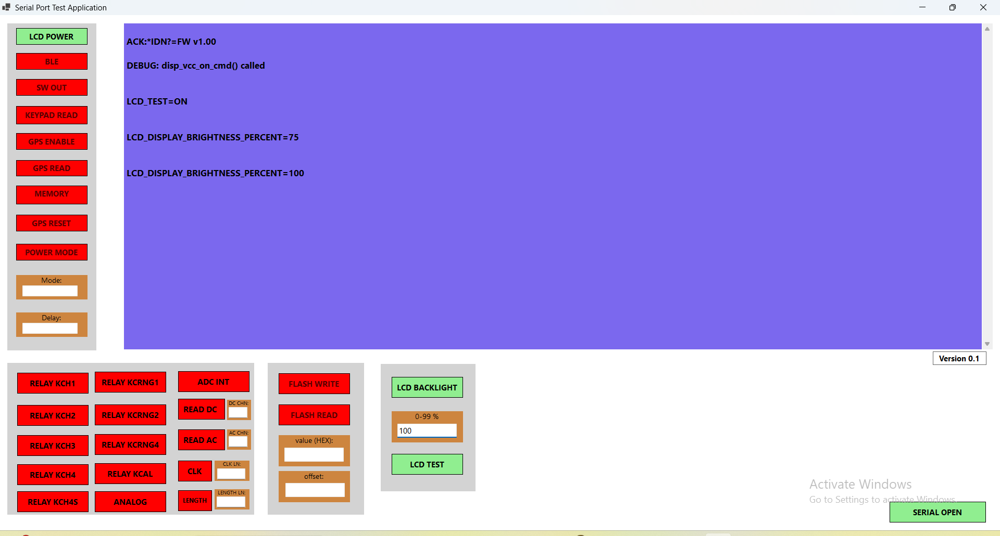 Serial Port Test Application
LCD POWER
BLE
SW OUT
KEYPAD READ
GPS ENABLE
GPS READ
MEMORY
GPS RESET
POWER MODE
Mode:
Delay:
ACK:*IDN?=FW v1.00
DEBUG: disp_vcc_on_cmd() called
LCD_TEST=ON
LCD_DISPLAY_BRIGHTNESS_PERCENT=75
LCD_DISPLAY_BRIGHTNESS_PERCENT=100
Version 0.1
RELAY KCH1
RELAY KCH2
RELAY KCH3
RELAY KCH4
RELAY KCH4S
RELAY KCRNG1
RELAY KCRNG2
RELAY KCRNG4
RELAY KCAL
ANALOG
ADC INT
READ DC
DC CHN:
READ AC
AC CHN:
CLK
CLK LN:
LENGTH
LENGTH LN:
FLASH WRITE
FLASH READ
value (HEX):
offset:
LCD BACKLIGHT
0-99 %
100
LCD TEST
Activate Windows
Go to Settings to activate Windows.
SERIAL OPEN